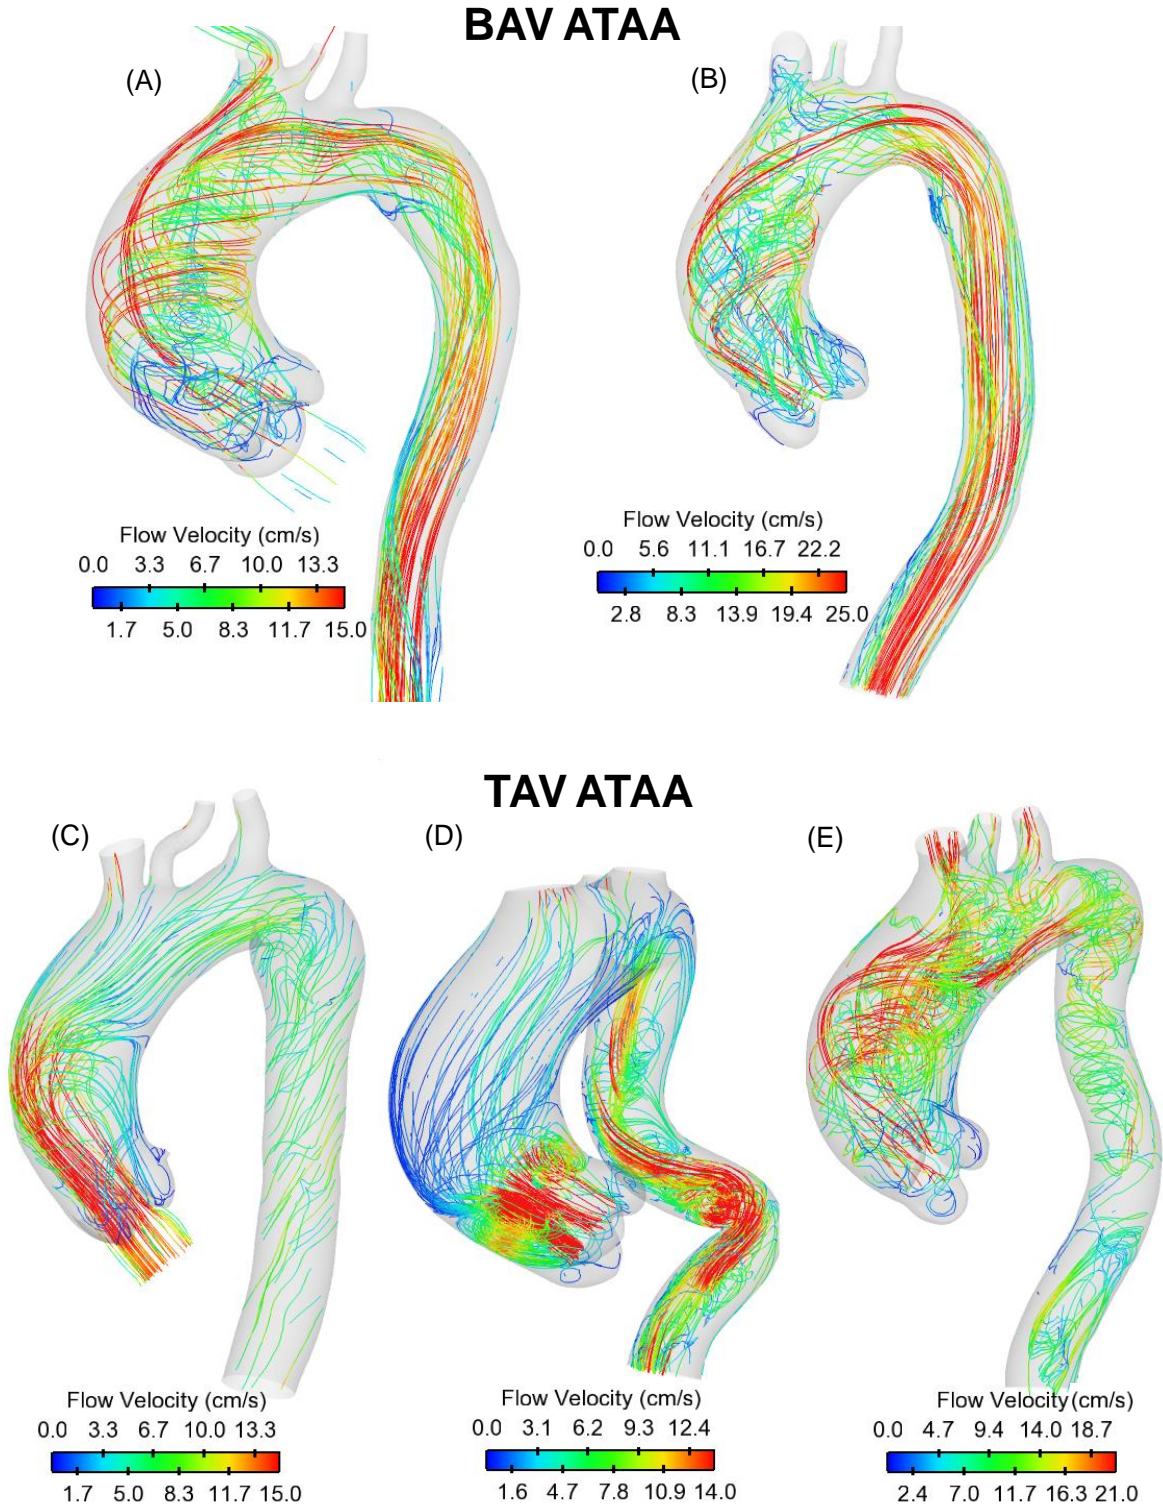 BAV ATAA
(A)
(B)
Flow Velocity (cm/s)
0.0 3.3 6.7 10.0 13.3
1.7 5.0 8.3 11.7 15.0
Flow Velocity (cm/s)
0.0 5.6 11.1 16.7 22.2
2.8 8.3 13.9 19.4 25.0
TAV ATAA
(C)
(D)
(E)
Flow Velocity (cm/s)
0.0 3.3 6.7 10.0 13.3
1.7 5.0 8.3 11.7 15.0
Flow Velocity (cm/s)
0.0 3.1 6.2 9.3 12.4
1.6 4.7 7.8 10.9 14.0
Flow Velocity (cm/s)
0.0 4.7 9.4 14.0 18.7
2.4 7.0 11.7 16.3 21.0